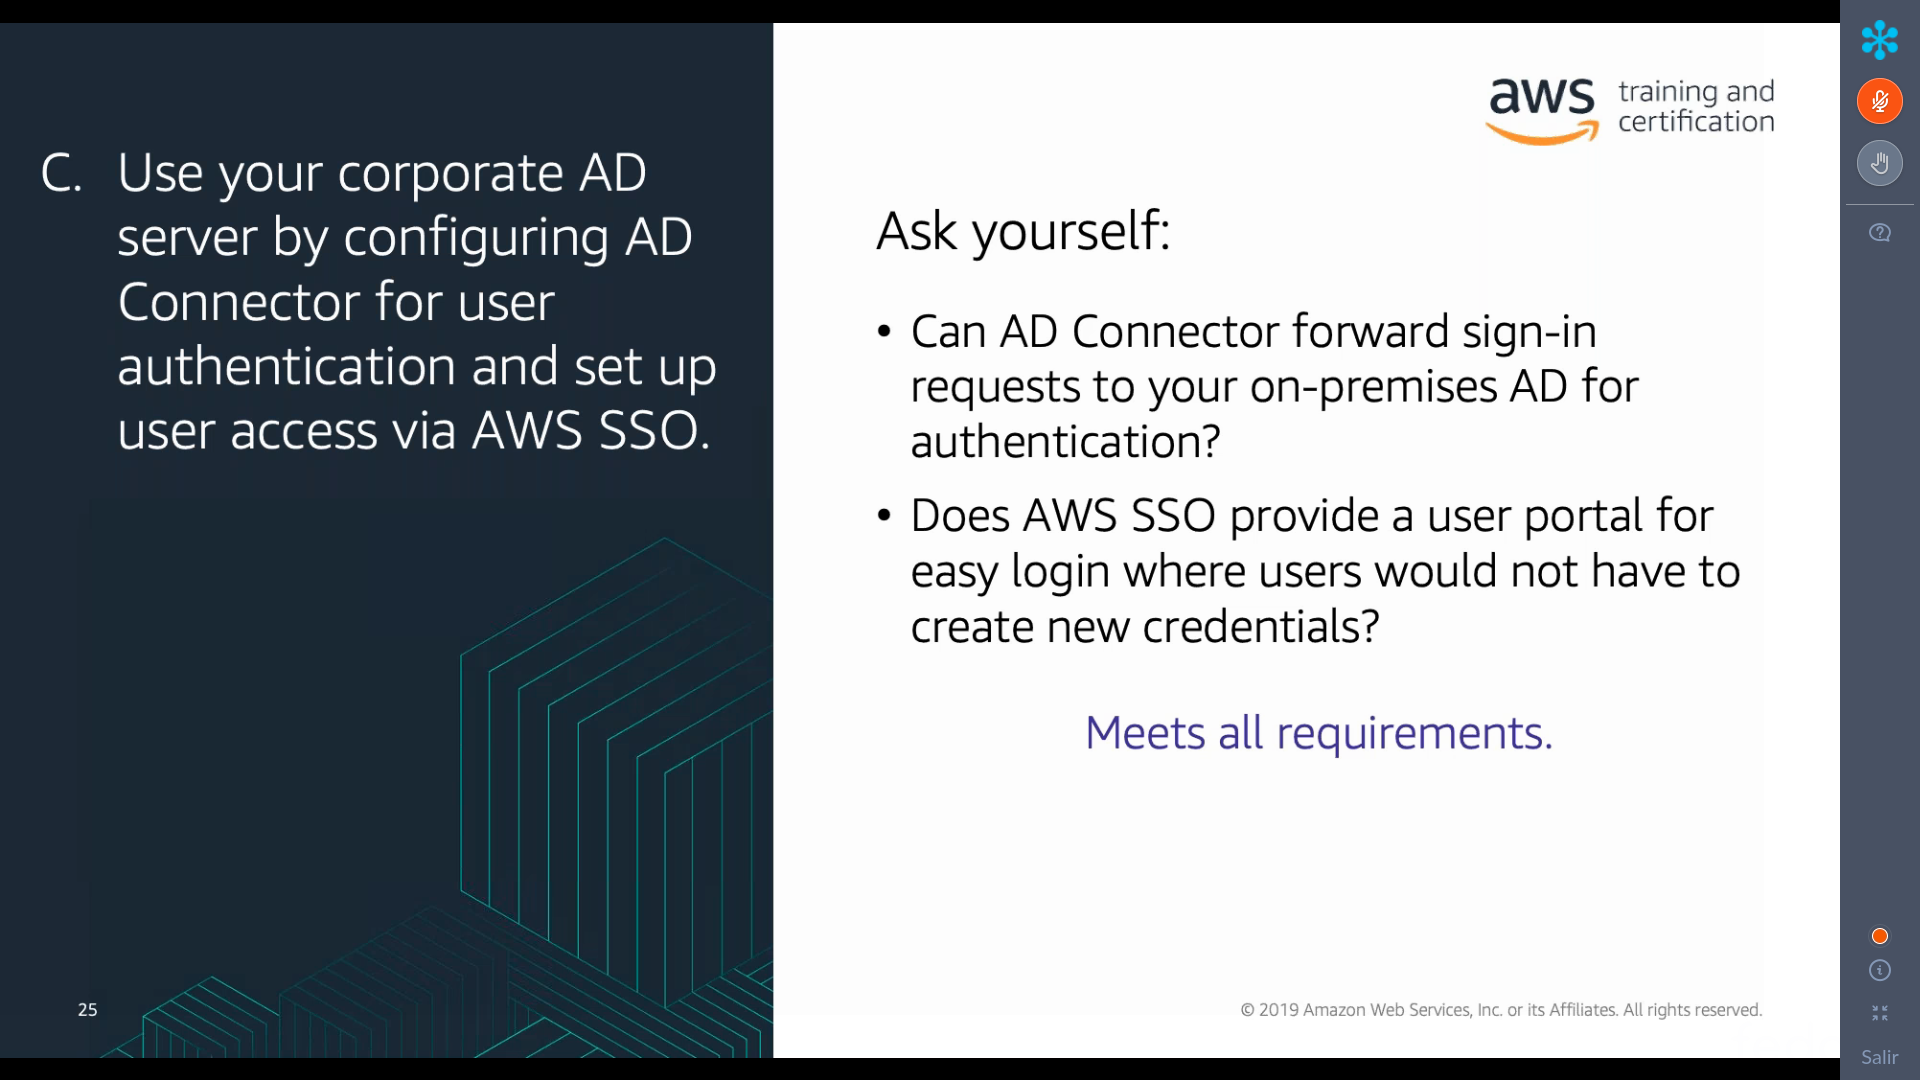 C. Use your corporate AD
server by configuring AD
Connector for user
authentication and set up
user access via AWS SSO.
25
aws training and
certification
Ask yourself:
• Can AD Connector forward sign-in
requests to your on-premises AD for
authentication?
• Does AWS SSO provide a user portal for
easy login where users would not have to
create new credentials?
Meets all requirements.
© 2019 Amazon Web Services, Inc. or its Affiliates. All rights reserved.
Salir